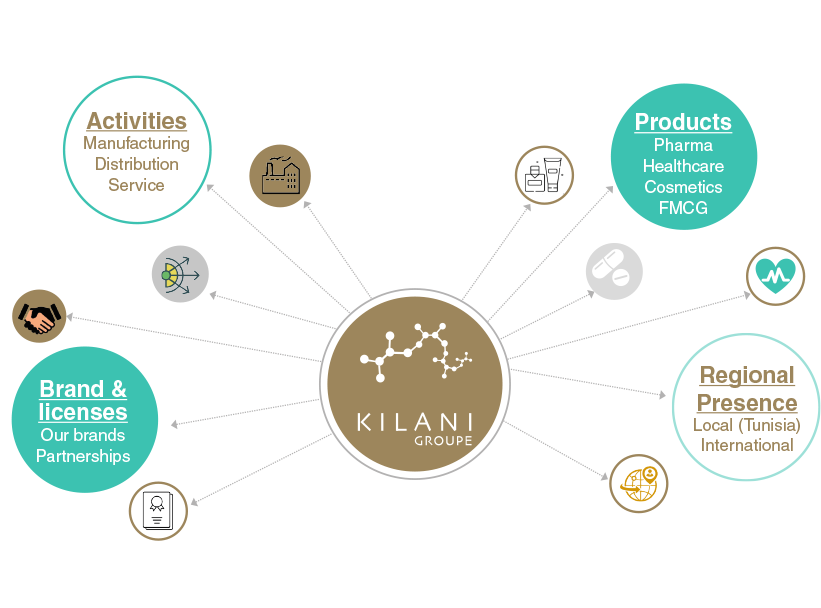 Activities
Manufacturing
Distribution
Service
Products
Pharma
Healthcare
Cosmetics
FMCG
Brand &
licenses
Our brands
Partnerships
KILANI
GROUPE
Regional
Presence
Local (Tunisia)
International